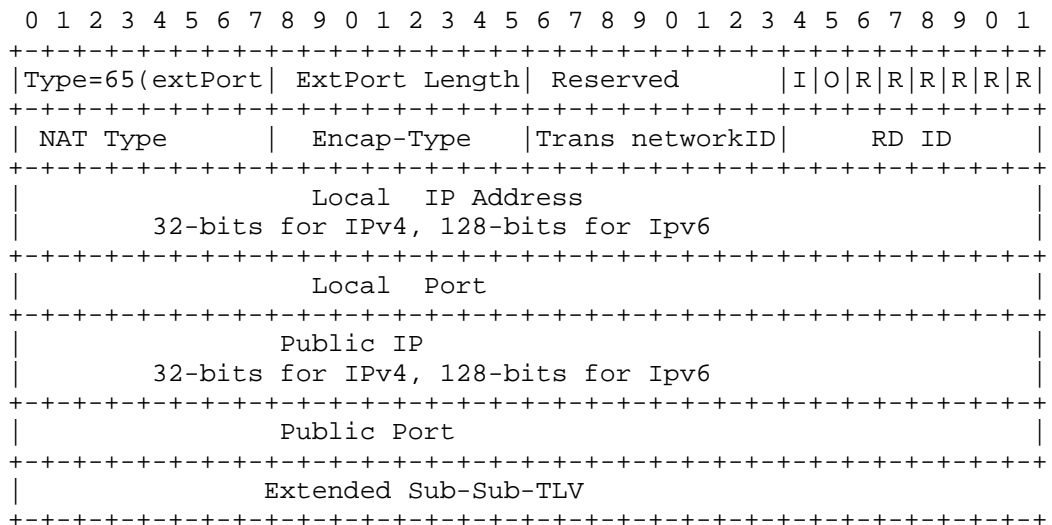 0 1 2 3 4 5 6 7 8 9 0 1 2 3 4 5 6 7 8 9 0 1 2 3 4 5 6 7 8 9 0 1
+-+-+-+-+-+-+-+-+-+-+-+-+-+-+-+-+-+-+-+-+-+-+-+-+-+-+-+-+-+-+-+-+
|Type=65(extPort| ExtPort Length| Reserved      |I|O|R|R|R|R|R|R|
+-+-+-+-+-+-+-+-+-+-+-+-+-+-+-+-+-+-+-+-+-+-+-+-+-+-+-+-+-+-+-+-+
| NAT Type      |  Encap-Type   |Trans networkID|     RD ID     |
+-+-+-+-+-+-+-+-+-+-+-+-+-+-+-+-+-+-+-+-+-+-+-+-+-+-+-+-+-+-+-+-+
|                  Local  IP Address                            |
|        32-bits for IPv4, 128-bits for Ipv6                    |
+-+-+-+-+-+-+-+-+-+-+-+-+-+-+-+-+-+-+-+-+-+-+-+-+-+-+-+-+-+-+-+-+
|                  Local  Port                                  |
+-+-+-+-+-+-+-+-+-+-+-+-+-+-+-+-+-+-+-+-+-+-+-+-+-+-+-+-+-+-+-+-+
|                Public IP                                      |
|        32-bits for IPv4, 128-bits for Ipv6                    |
+-+-+-+-+-+-+-+-+-+-+-+-+-+-+-+-+-+-+-+-+-+-+-+-+-+-+-+-+-+-+-+-+
|                Public Port                                    |
+-+-+-+-+-+-+-+-+-+-+-+-+-+-+-+-+-+-+-+-+-+-+-+-+-+-+-+-+-+-+-+-+
|               Extended Sub-Sub-TLV
+-+-+-+-+-+-+-+-+-+-+-+-+-+-+-+-+-+-+-+-+-+-+-+-+-+-+-+-+-+-+-+-+